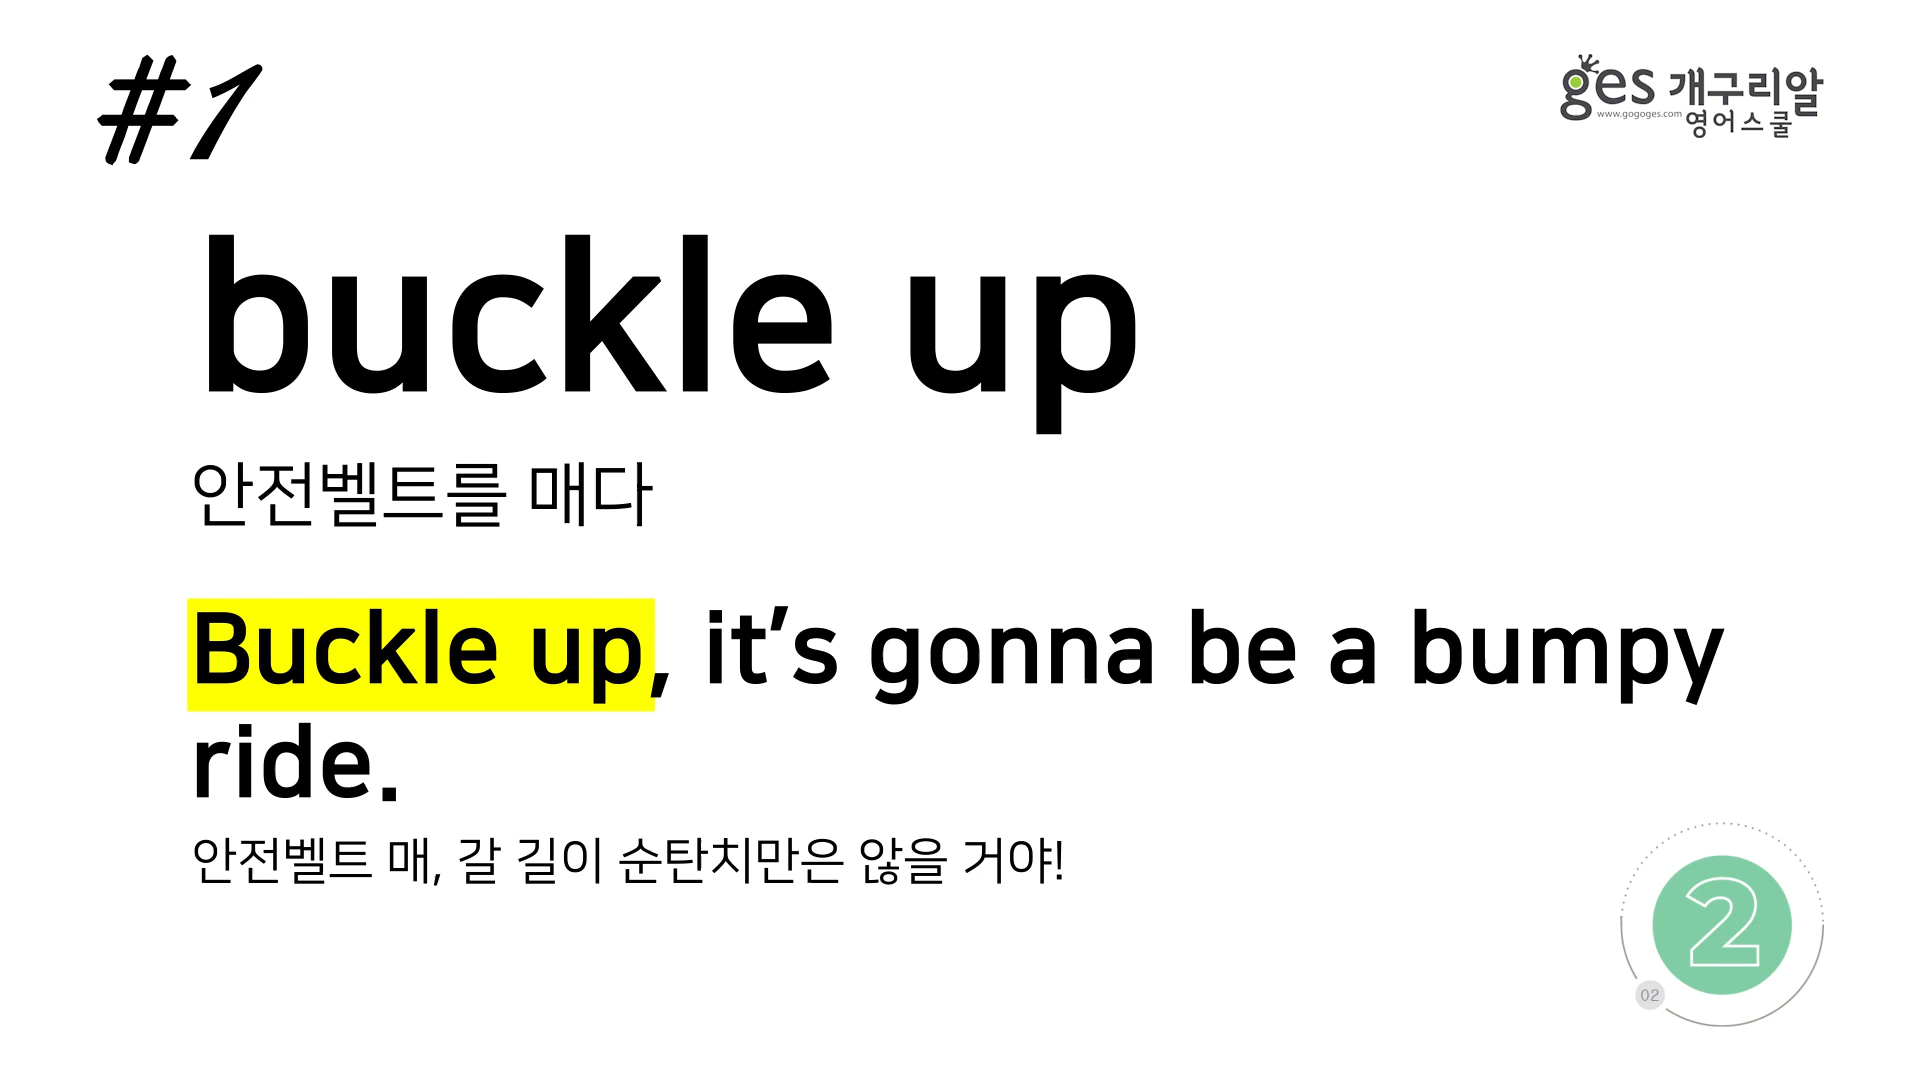 #1
ges 개구리알
www.gogoges.com 영어스쿨
buckle up
안전벨트를 매다
Buckle up, it's gonna be a bumpy
ride.
안전벨트 매, 갈 길이 순탄치만은 않을 거야!
2
02